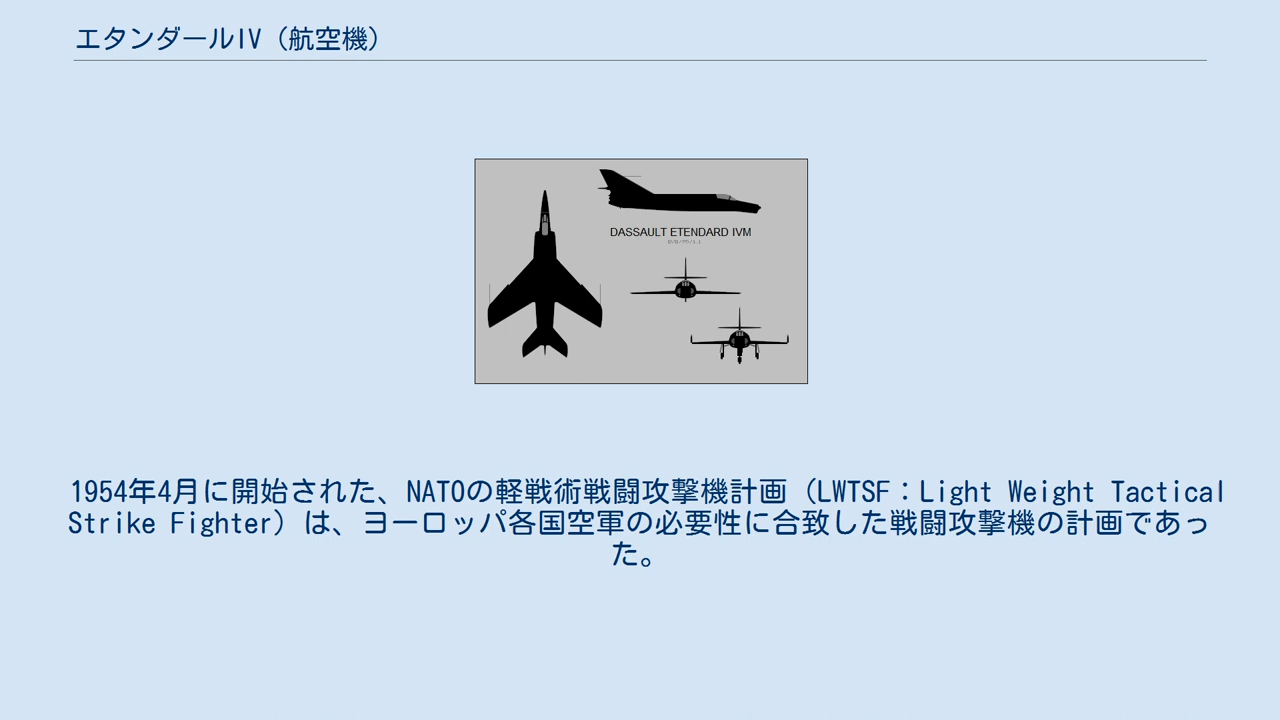 エタンダールIV（航空機）
DASSAULT ETENDARD IVM
1954年4月に開始された、NATOの軽戦術戦闘攻撃機計画（LWTSF：Light Weight Tactical
Strike Fighter）は、ヨーロッパ各国空軍の必要性に合致した戦闘攻撃機の計画であっ
た。